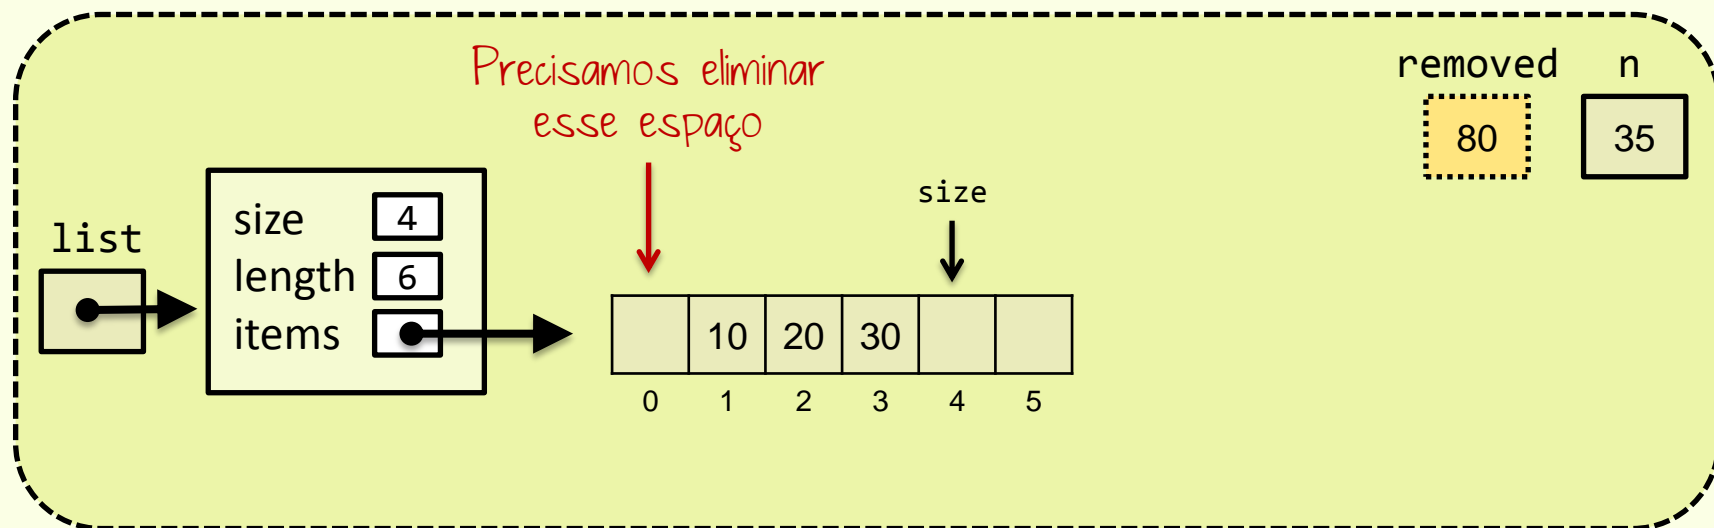 Precisamos eliminar
esse espaço
removed n
80 35
size
list
size 4
length 6
items
10 20 30
0 1 2 3 4 5